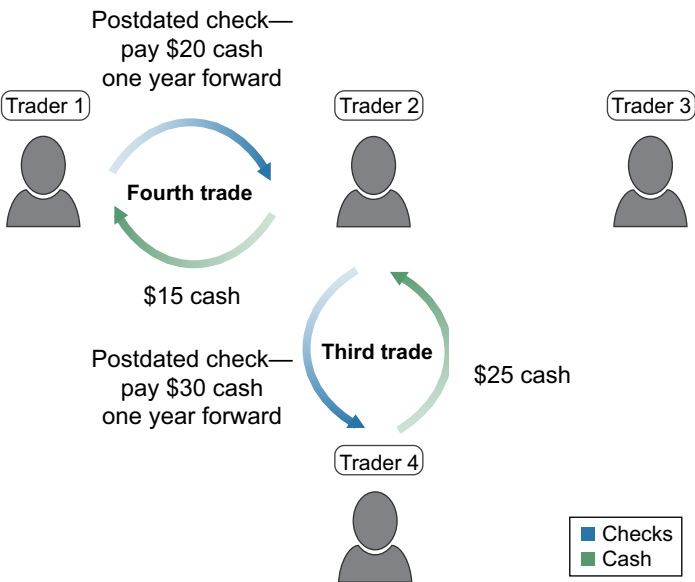 Postdated check—
pay $20 cash
one year forward
Trader 1
Trader 2
Trader 3
Fourth trade
$15 cash
Postdated check—
pay $30 cash
one year forward
Third trade
$25 cash
Trader 4
Checks
Cash